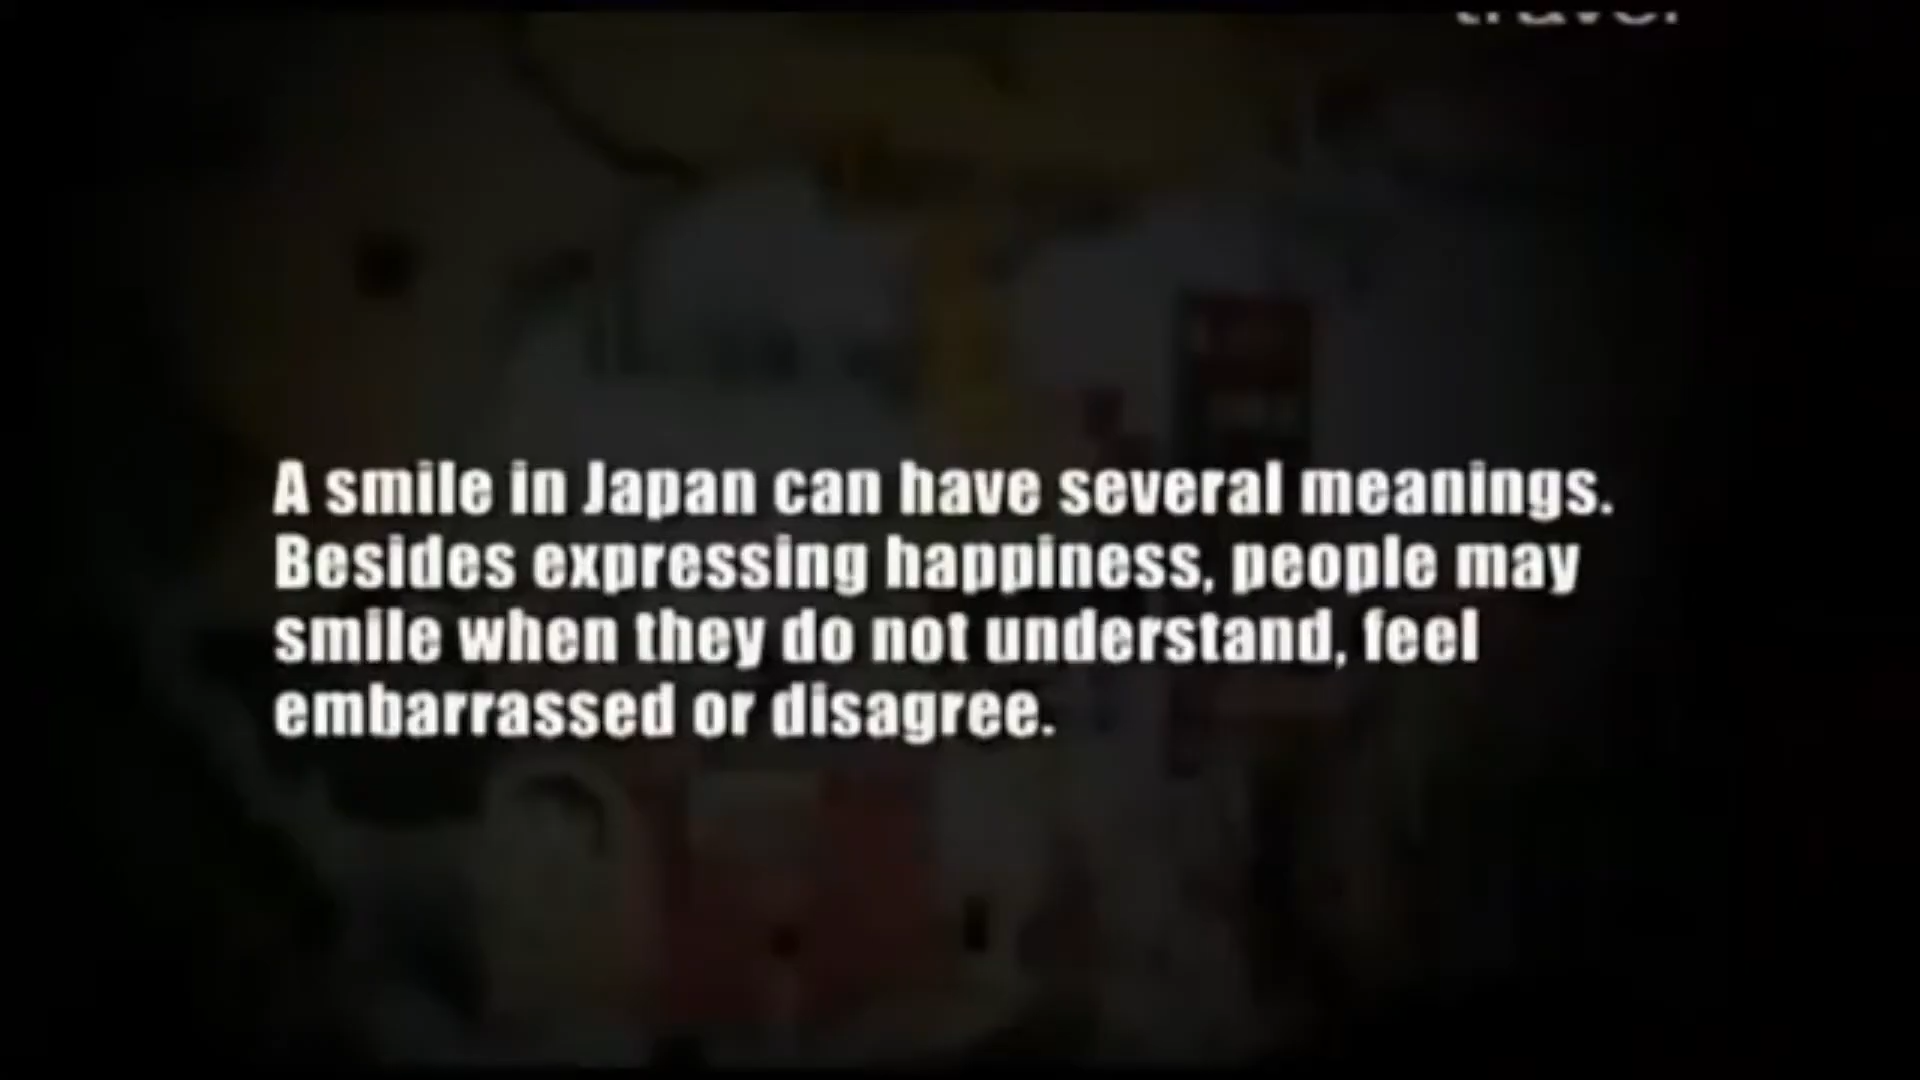 travel
A smile in Japan can have several meanings.
Besides expressing happiness, people may
smile when they do not understand, feel
embarrassed or disagree.